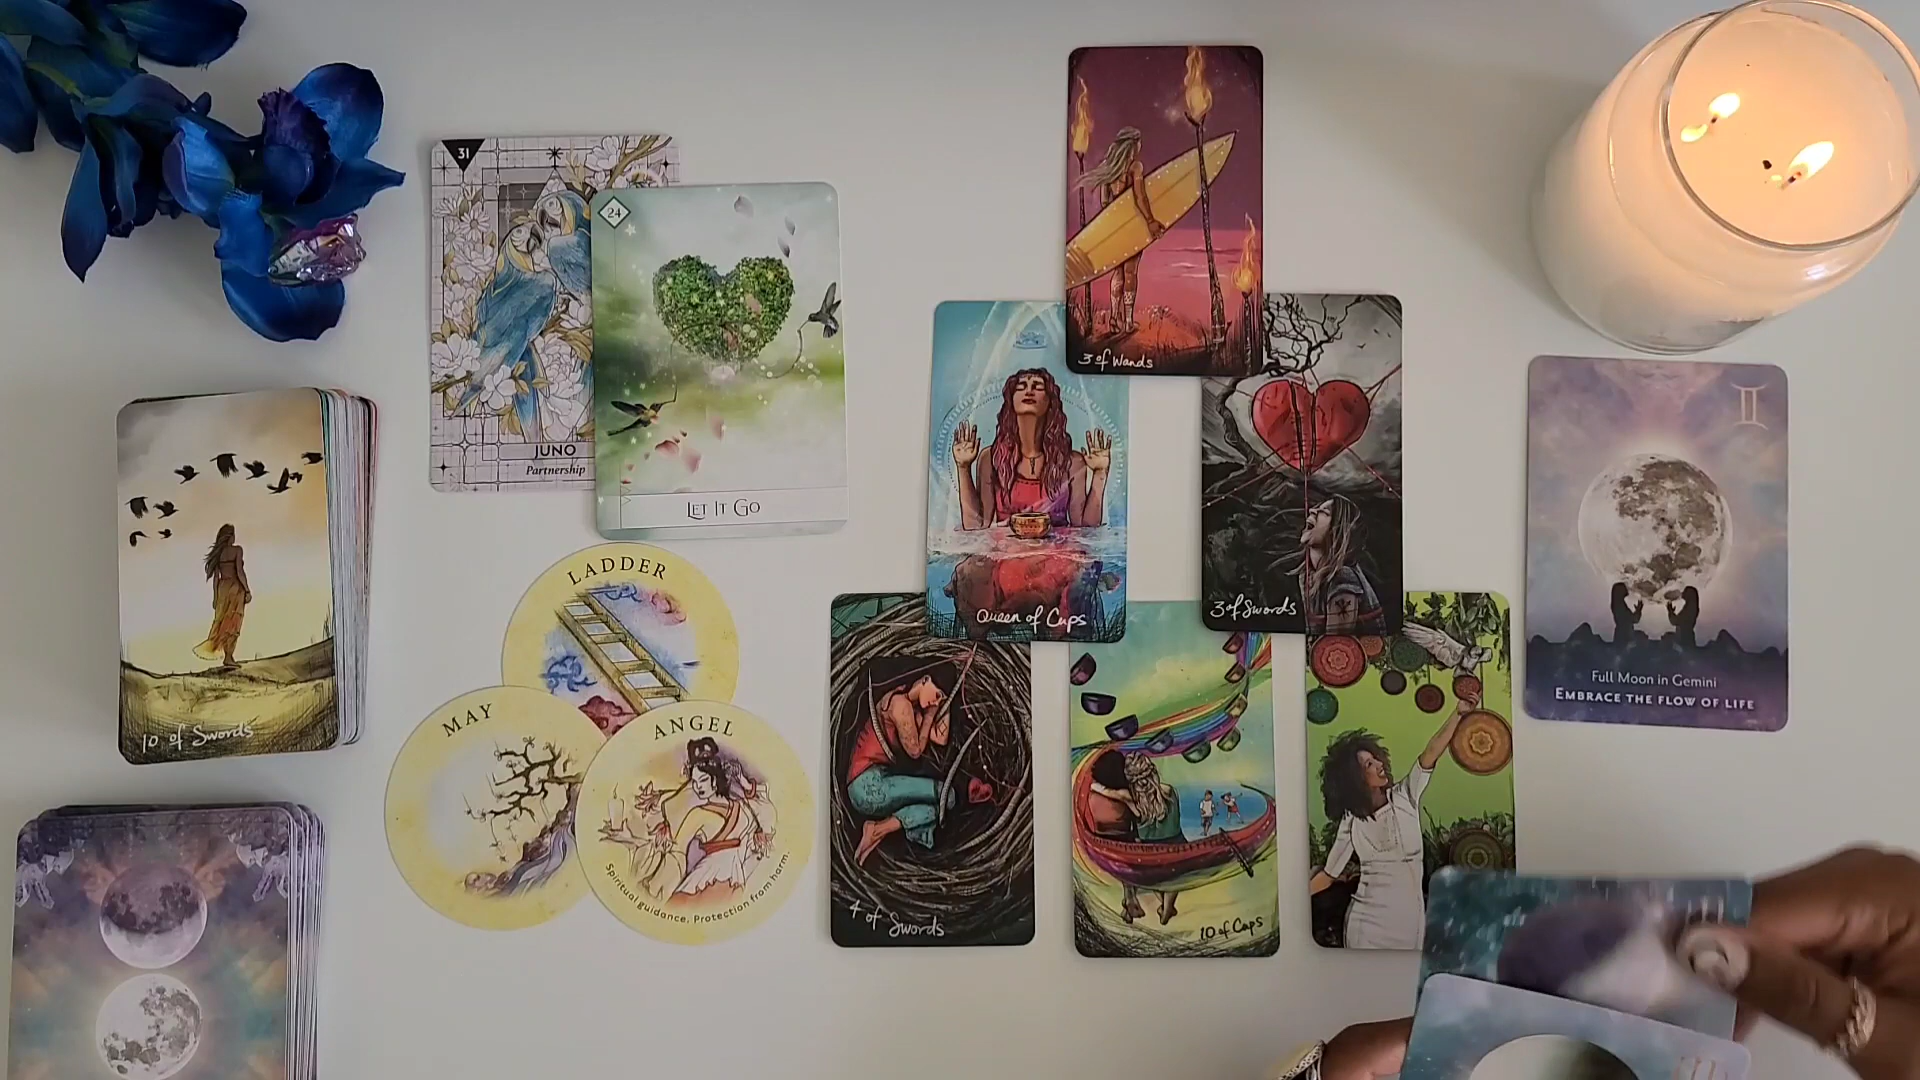 31
JUNO
Partnership
24
LET IT GO
3 of Wands
Queen of Cups
3 of Swords
Full Moon in Gemini
EMBRACE THE FLOW OF LIFE
10 of Swords
LADDER
MAY
ANGEL
Spiritual guidance. Protection from harm.
4 of Swords
10 of Cups